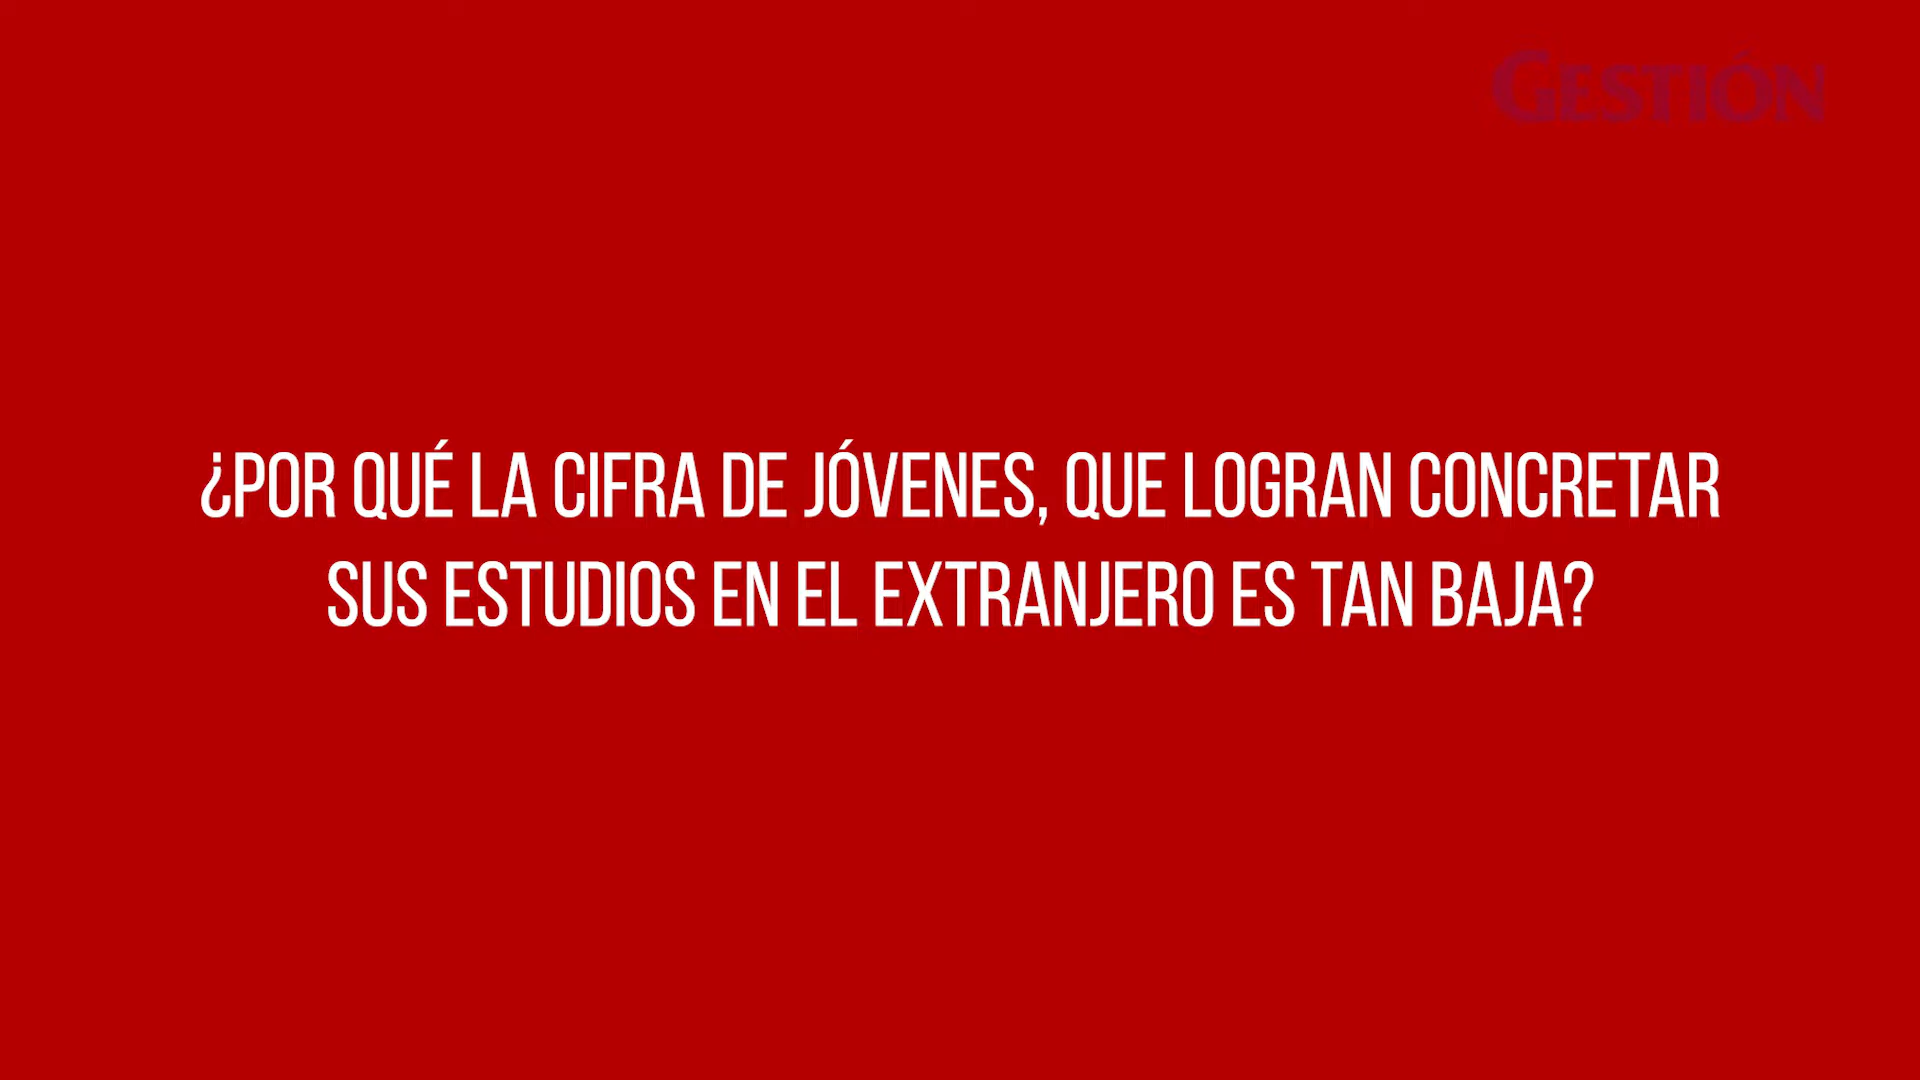 GESTIÓN
¿POR QUÉ LA CIFRA DE JÓVENES, QUE LOGRAN CONCRETAR
SUS ESTUDIOS EN EL EXTRANJERO ES TAN BAJA?